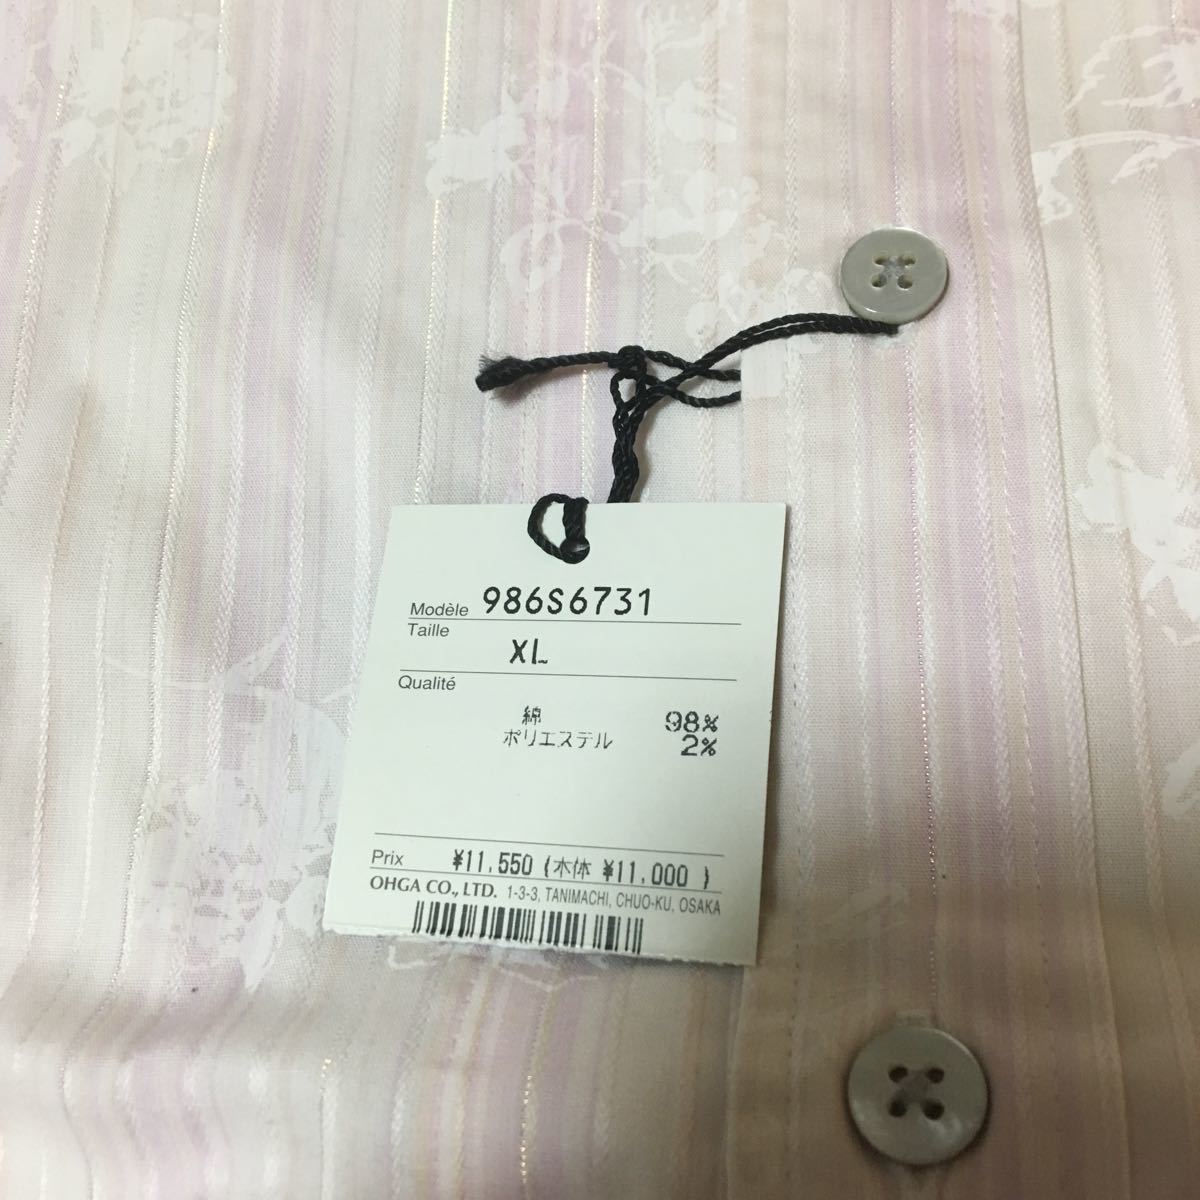 Modèle 986S6731
Taille
XL
Qualité
綿 98%
ポリエステル 2%
Prix ¥11,550 (本体 ¥11,000 )
OHGA CO., LTD. 1-3-3, TANIMACHI, CHUO-KU, OSAKA